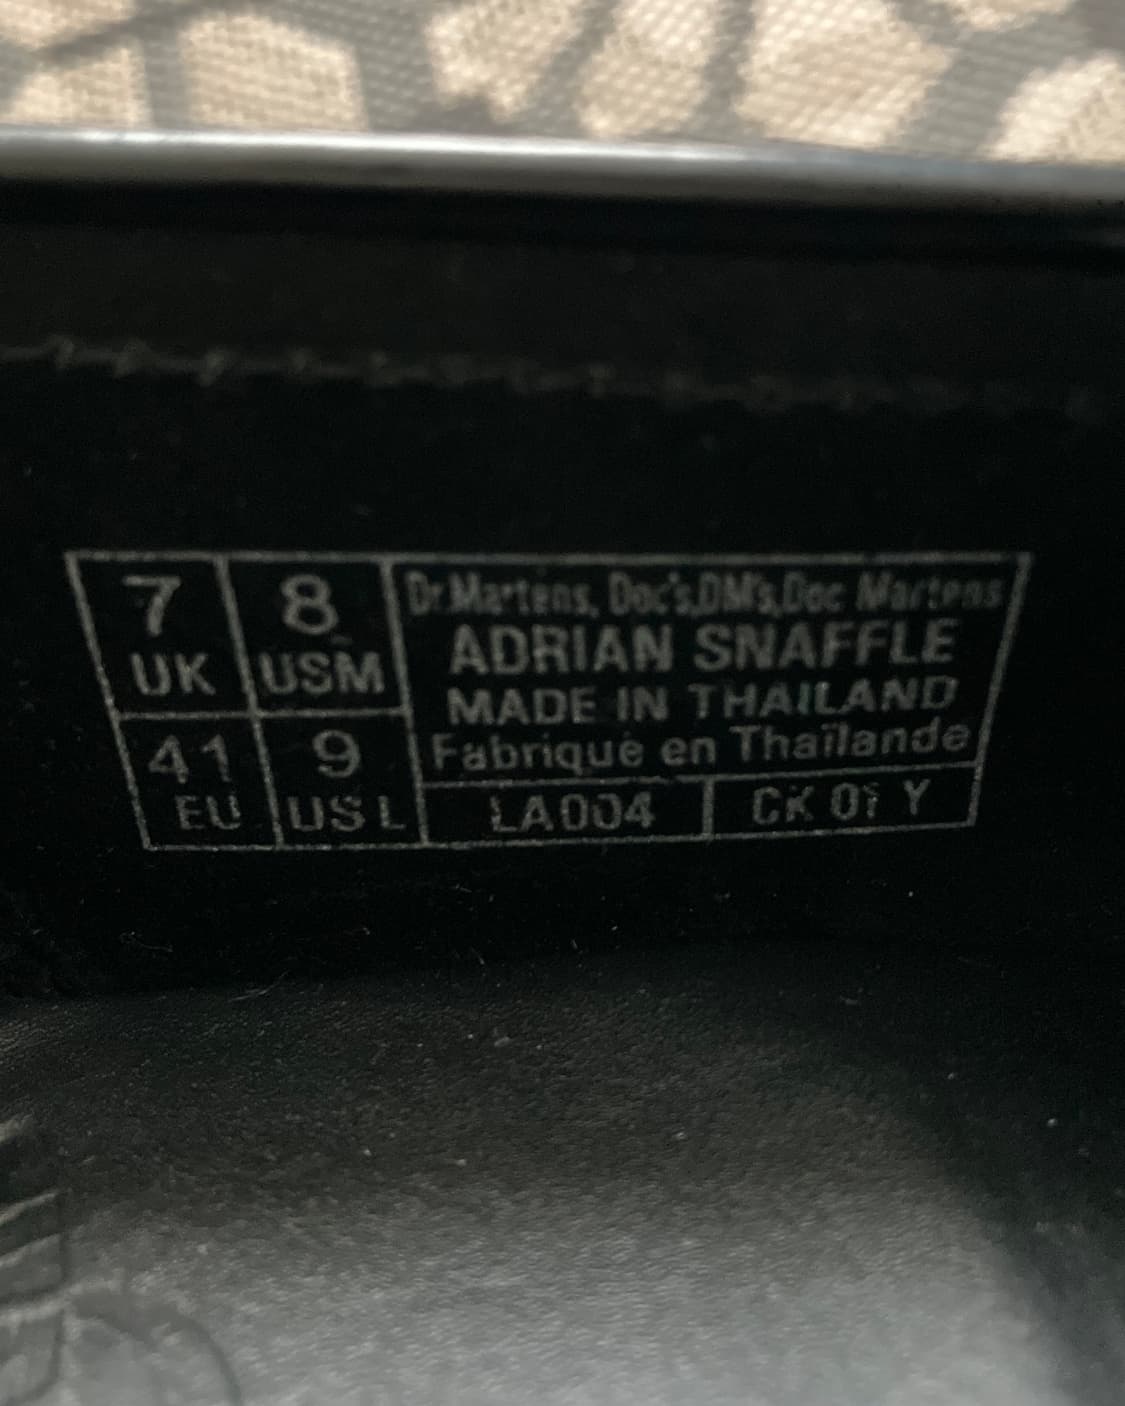 7
UK
8
USM
41
EU
9
US L
Dr.Martens, Doc's,DM's,Doc Martens
ADRIAN SNAFFLE
MADE IN THAILAND
Fabriqué en Thaïlande
LA004
CK 01 Y